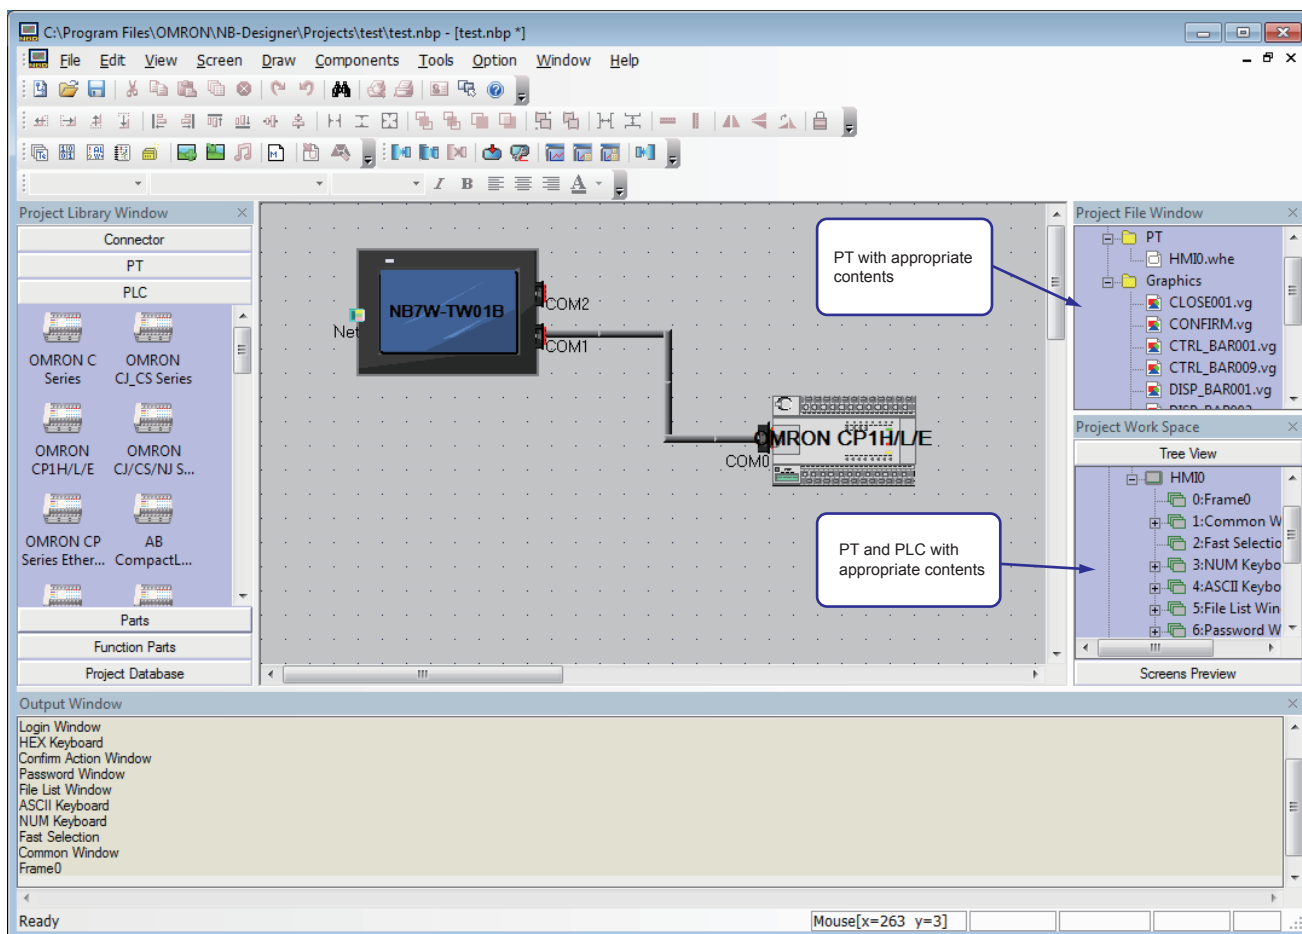 C:\Program Files\OMRON\NB-Designer\Projects\test\test.nbp - [test.nbp *]
File Edit View Screen Draw Components Tools Option Window Help
Project Library Window
Connector
PT
PLC
OMRON C Series
OMRON CJ_CS Series
OMRON CP1H/L/E
OMRON CJ/CS/NJ S...
OMRON CP Series Ether...
AB CompactL...
Parts
Function Parts
Project Database
NB7W-TW01B
Net
COM2
COM1
COM0
OMRON CP1H/L/E
PT with appropriate
contents
PT and PLC with
appropriate contents
Project File Window
PT
HMI0.whe
Graphics
CLOSE001.vg
CONFIRM.vg
CTRL_BAR001.vg
CTRL_BAR009.vg
DISP_BAR001.vg
Project Work Space
Tree View
HMI0
0:Frame0
1:Common W
2:Fast Selectio
3:NUM Keybo
4:ASCII Keybo
5:File List Win
6:Password W
Screens Preview
Output Window
Login Window
HEX Keyboard
Confirm Action Window
Password Window
File List Window
ASCII Keyboard
NUM Keyboard
Fast Selection
Common Window
Frame0
Ready
Mouse[x=263 y=3]